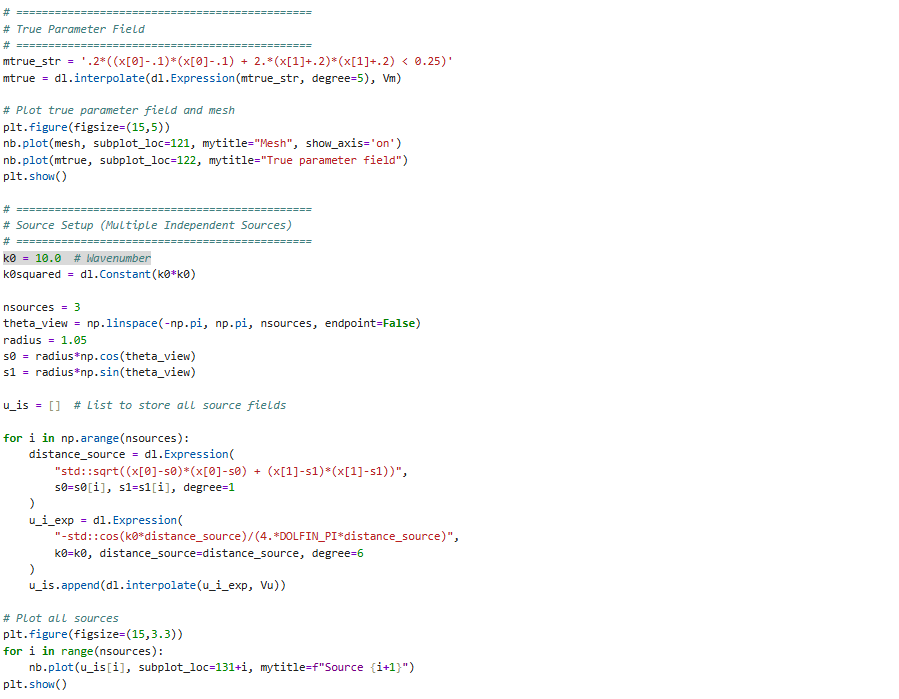 # ==============================================
# True Parameter Field
# ==============================================
mtrue_str = '.2*((x[0]-.1)*(x[0]-.1) + 2.*(x[1]+.2)*(x[1]+.2) < 0.25)'
mtrue = dl.interpolate(dl.Expression(mtrue_str, degree=5), Vm)
# Plot true parameter field and mesh
plt.figure(figsize=(15,5))
nb.plot(mesh, subplot_loc=121, mytitle="Mesh", show_axis='on')
nb.plot(mtrue, subplot_loc=122, mytitle="True parameter field")
plt.show()
# ==============================================
# Source Setup (Multiple Independent Sources)
# ==============================================
k0 = 10.0  # Wavenumber
k0squared = dl.Constant(k0*k0)
nsources = 3
theta_view = np.linspace(-np.pi, np.pi, nsources, endpoint=False)
radius = 1.05
s0 = radius*np.cos(theta_view)
s1 = radius*np.sin(theta_view)
u_is = []  # List to store all source fields
for i in np.arange(nsources):
    distance_source = dl.Expression(
        "std::sqrt((x[0]-s0)*(x[0]-s0) + (x[1]-s1)*(x[1]-s1))",
        s0=s0[i], s1=s1[i], degree=1
    )
    u_i_exp = dl.Expression(
        "-std::cos(k0*distance_source)/(4.*DOLFIN_PI*distance_source)",
        k0=k0, distance_source=distance_source, degree=6
    )
    u_is.append(dl.interpolate(u_i_exp, Vu))
# Plot all sources
plt.figure(figsize=(15,3.3))
for i in range(nsources):
    nb.plot(u_is[i], subplot_loc=131+i, mytitle=f"Source {i+1}")
plt.show()